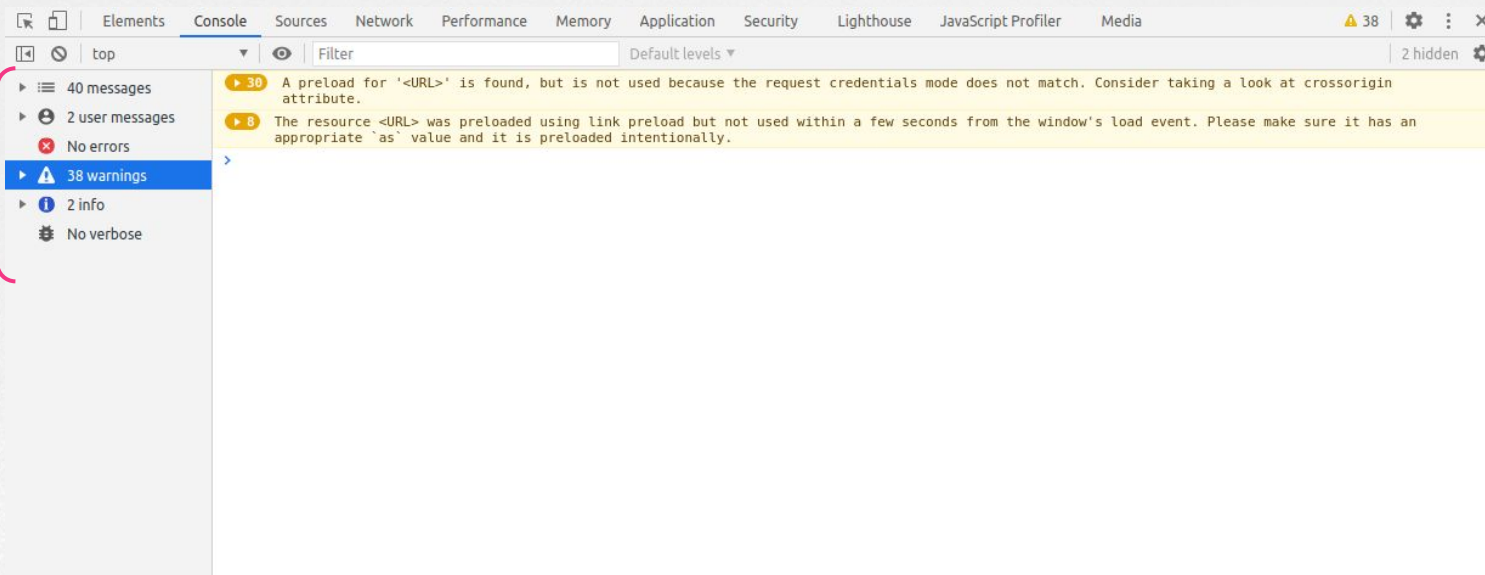 Elements Console Sources Network Performance Memory Application Security Lighthouse JavaScript Profiler Media 38
top Filter Default levels 2 hidden
40 messages
2 user messages
No errors
38 warnings
2 info
No verbose
30 A preload for '<URL>' is found, but is not used because the request credentials mode does not match. Consider taking a look at crossorigin
attribute.
8 The resource <URL> was preloaded using link preload but not used within a few seconds from the window's load event. Please make sure it has an
appropriate `as` value and it is preloaded intentionally.